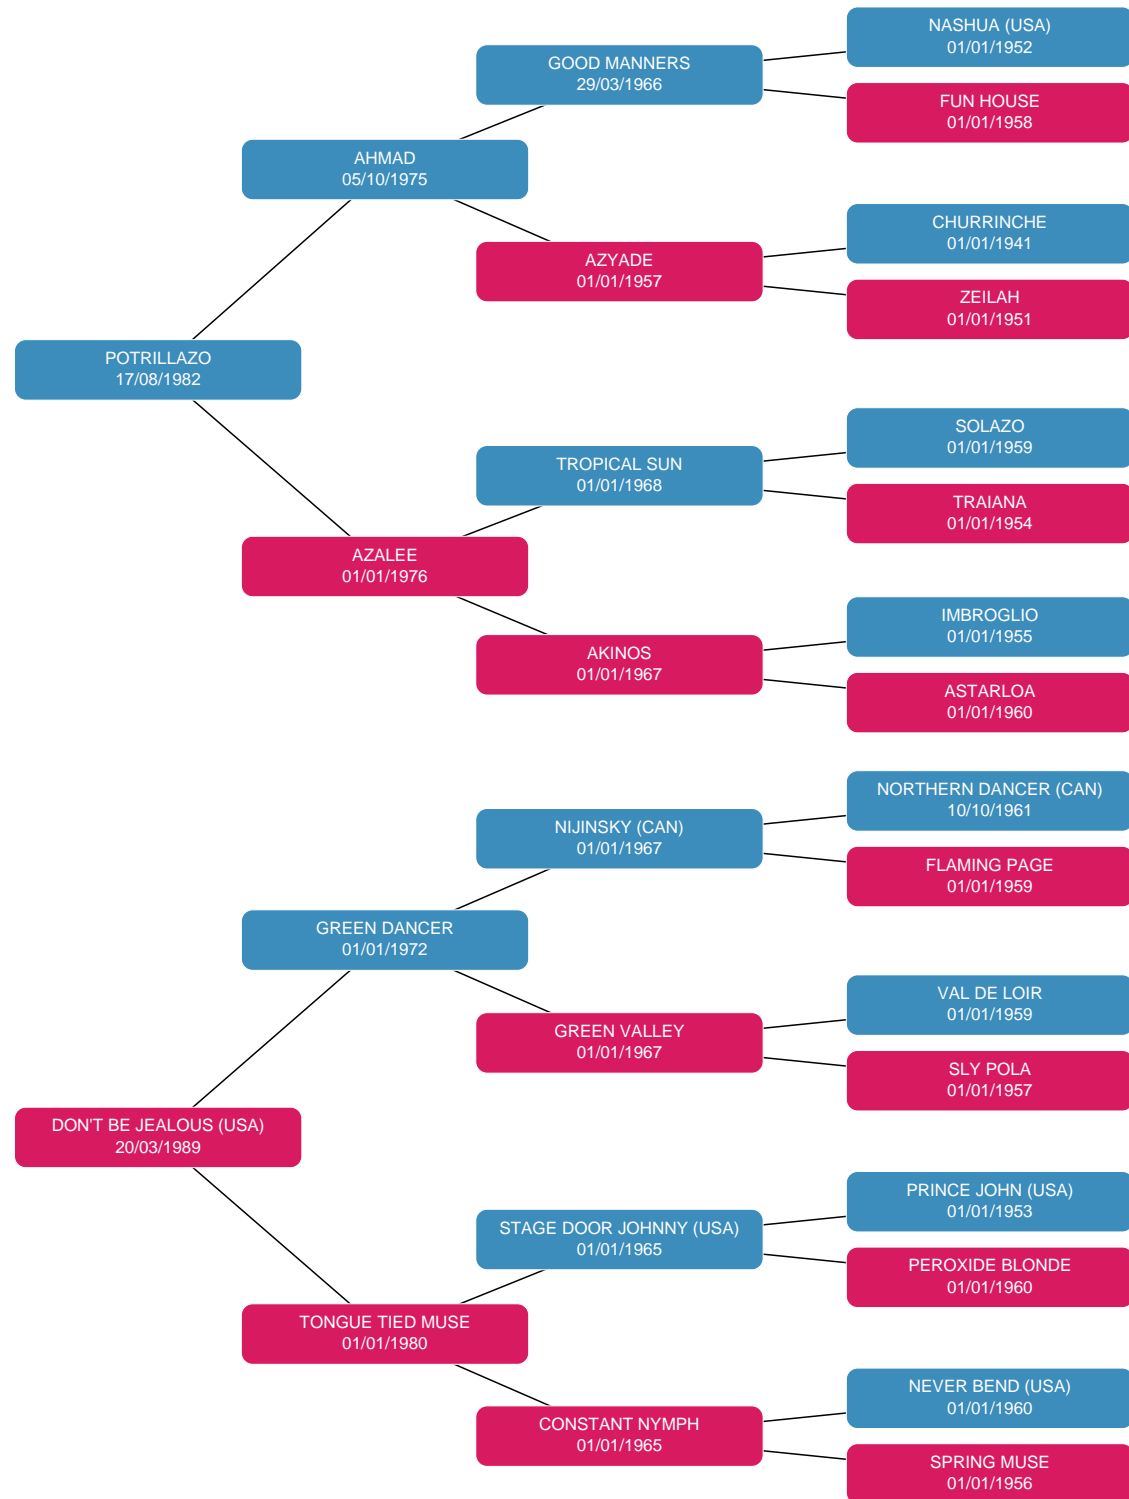 NASHUA (USA)
01/01/1952
GOOD MANNERS
29/03/1966
FUN HOUSE
01/01/1958
AHMAD
05/10/1975
CHURRINCHE
01/01/1941
AZYADE
01/01/1957
ZEILAH
01/01/1951
POTRILLAZO
17/08/1982
SOLAZO
01/01/1959
TROPICAL SUN
01/01/1968
TRAIANA
01/01/1954
AZALEE
01/01/1976
IMBROGLIO
01/01/1955
AKINOS
01/01/1967
ASTARLOA
01/01/1960
NORTHERN DANCER (CAN)
10/10/1961
NIJINSKY (CAN)
01/01/1967
FLAMING PAGE
01/01/1959
GREEN DANCER
01/01/1972
VAL DE LOIR
01/01/1959
GREEN VALLEY
01/01/1967
SLY POLA
01/01/1957
DON'T BE JEALOUS (USA)
20/03/1989
PRINCE JOHN (USA)
01/01/1953
STAGE DOOR JOHNNY (USA)
01/01/1965
PEROXIDE BLONDE
01/01/1960
TONGUE TIED MUSE
01/01/1980
NEVER BEND (USA)
01/01/1960
CONSTANT NYMPH
01/01/1965
SPRING MUSE
01/01/1956